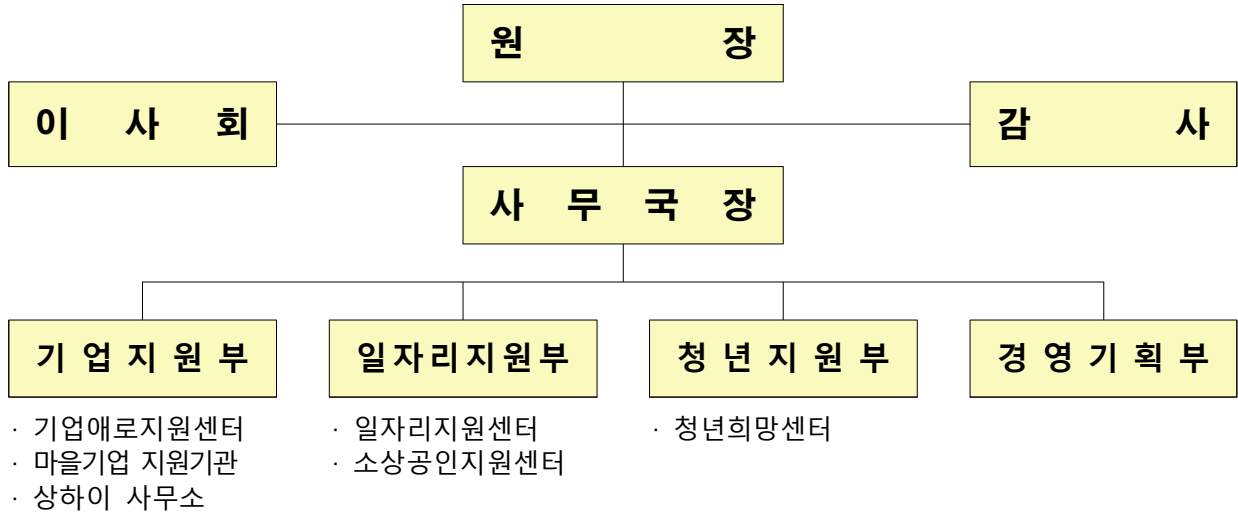 원 장
이 사 회
감 사
사 무 국 장
기 업 지 원 부
일자리지원부
청 년 지 원 부
경 영 기 획 부
· 기업애로지원센터
· 마을기업 지원기관
· 상하이 사무소
· 일자리지원센터
· 소상공인지원센터
· 청년희망센터